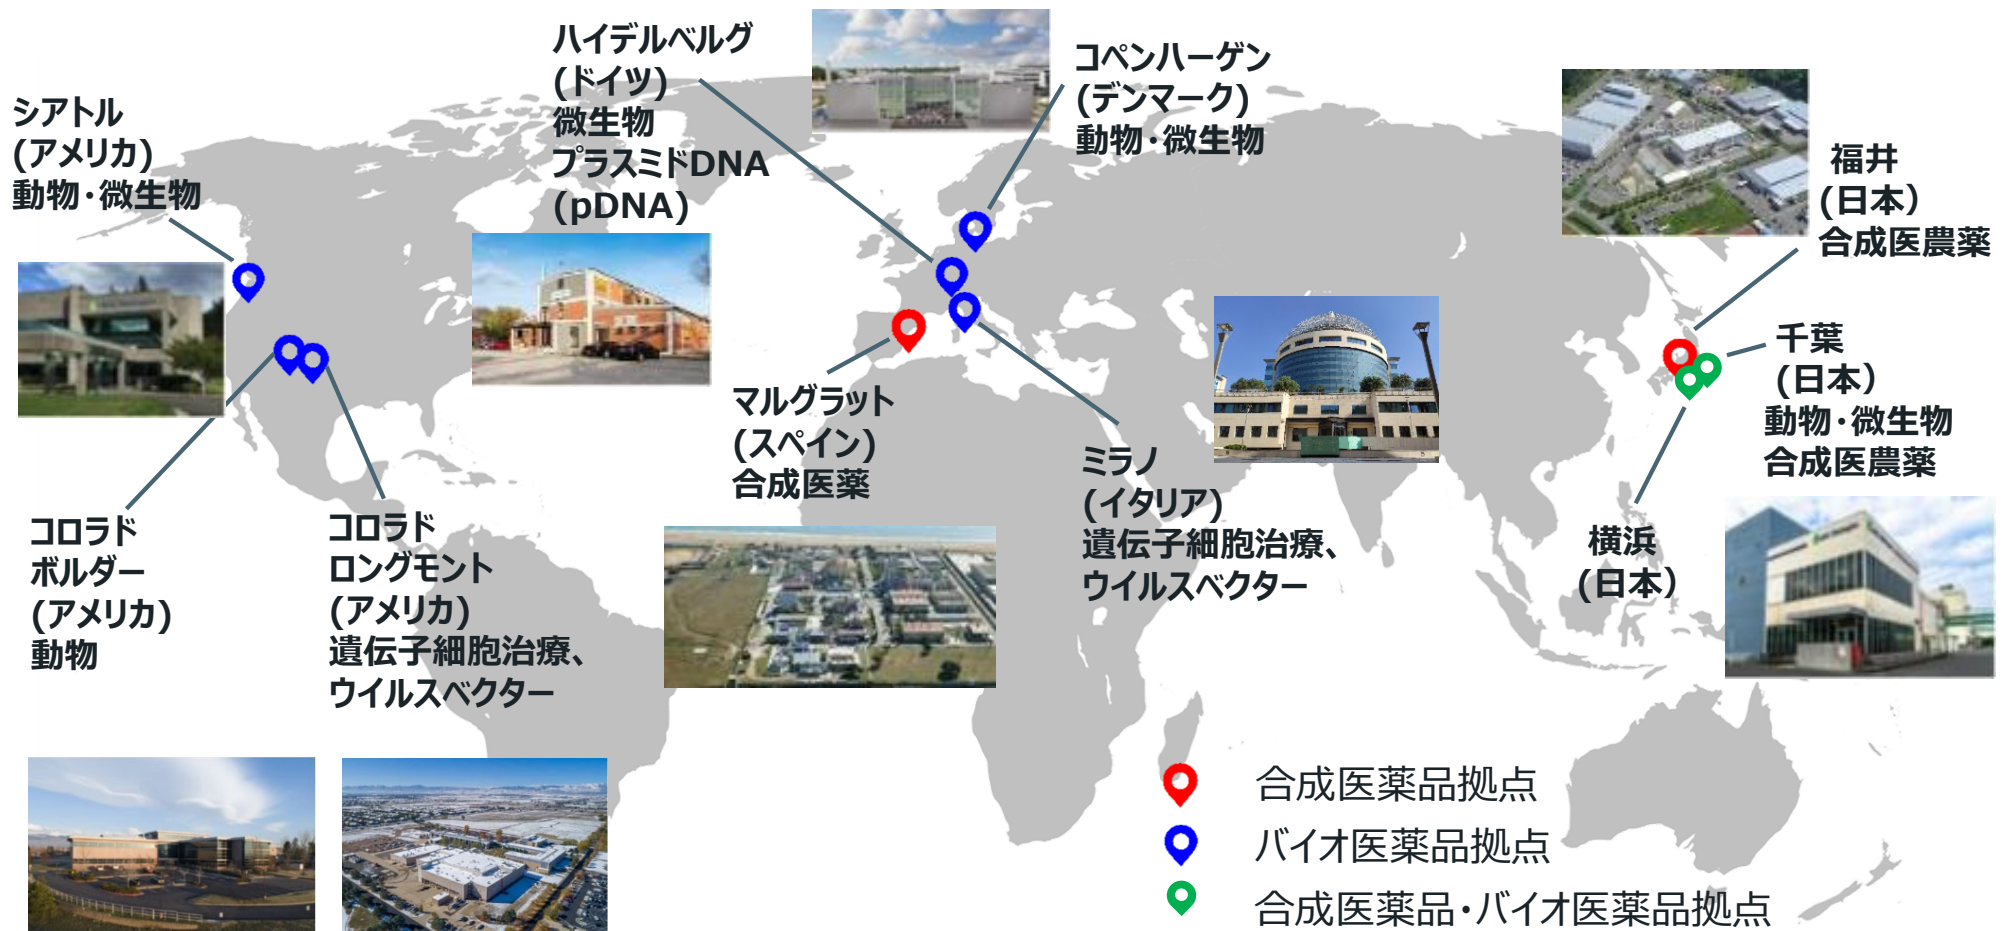 シアトル
(アメリカ)
動物・微生物
ハイデルベルグ
(ドイツ)
微生物
プラスミドDNA
(pDNA)
コペンハーゲン
(デンマーク)
動物・微生物
福井
(日本）
合成医農薬
千葉
(日本）
動物・微生物
合成医農薬
マルグラット
(スペイン)
合成医薬
ミラノ
(イタリア)
遺伝子細胞治療、
ウイルスベクター
横浜
(日本）
コロラド
ボルダー
(アメリカ)
動物
コロラド
ロングモント
(アメリカ)
遺伝子細胞治療、
ウイルスベクター
合成医薬品拠点
バイオ医薬品拠点
合成医薬品・バイオ医薬品拠点